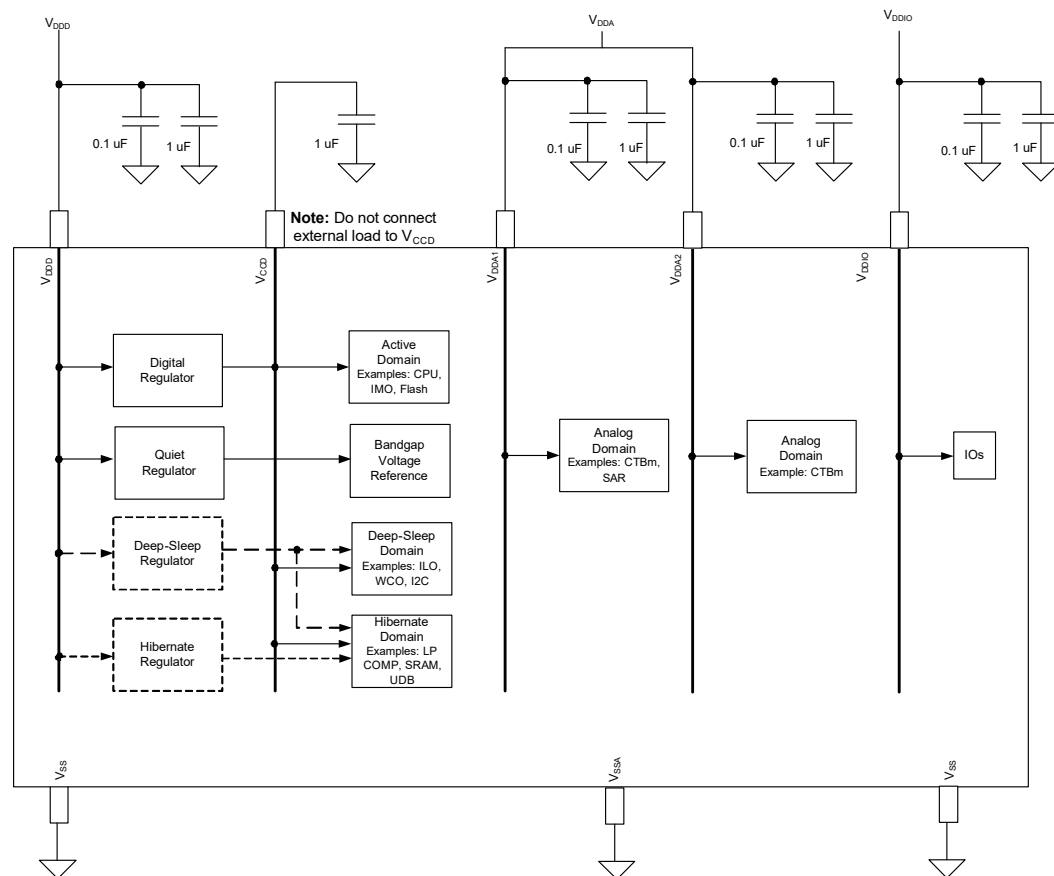 VDDD
VDDA
VDDIO
0.1 uF
1 uF
1 uF
0.1 uF
1 uF
0.1 uF
1 uF
0.1 uF
1 uF
Note: Do not connect
external load to VCCD
VDDD
VCCD
VDDA1
VDDA2
VDDIO
Digital
Regulator
Active
Domain
Examples: CPU,
IMO, Flash
Quiet
Regulator
Bandgap
Voltage
Reference
Analog
Domain
Examples: CTBm,
SAR
Analog
Domain
Example: CTBm
IOs
Deep-Sleep
Regulator
Deep-Sleep
Domain
Examples: ILO,
WCO, I2C
Hibernate
Regulator
Hibernate
Domain
Examples: LP
COMP, SRAM,
UDB
VSS
VSSA
VSS